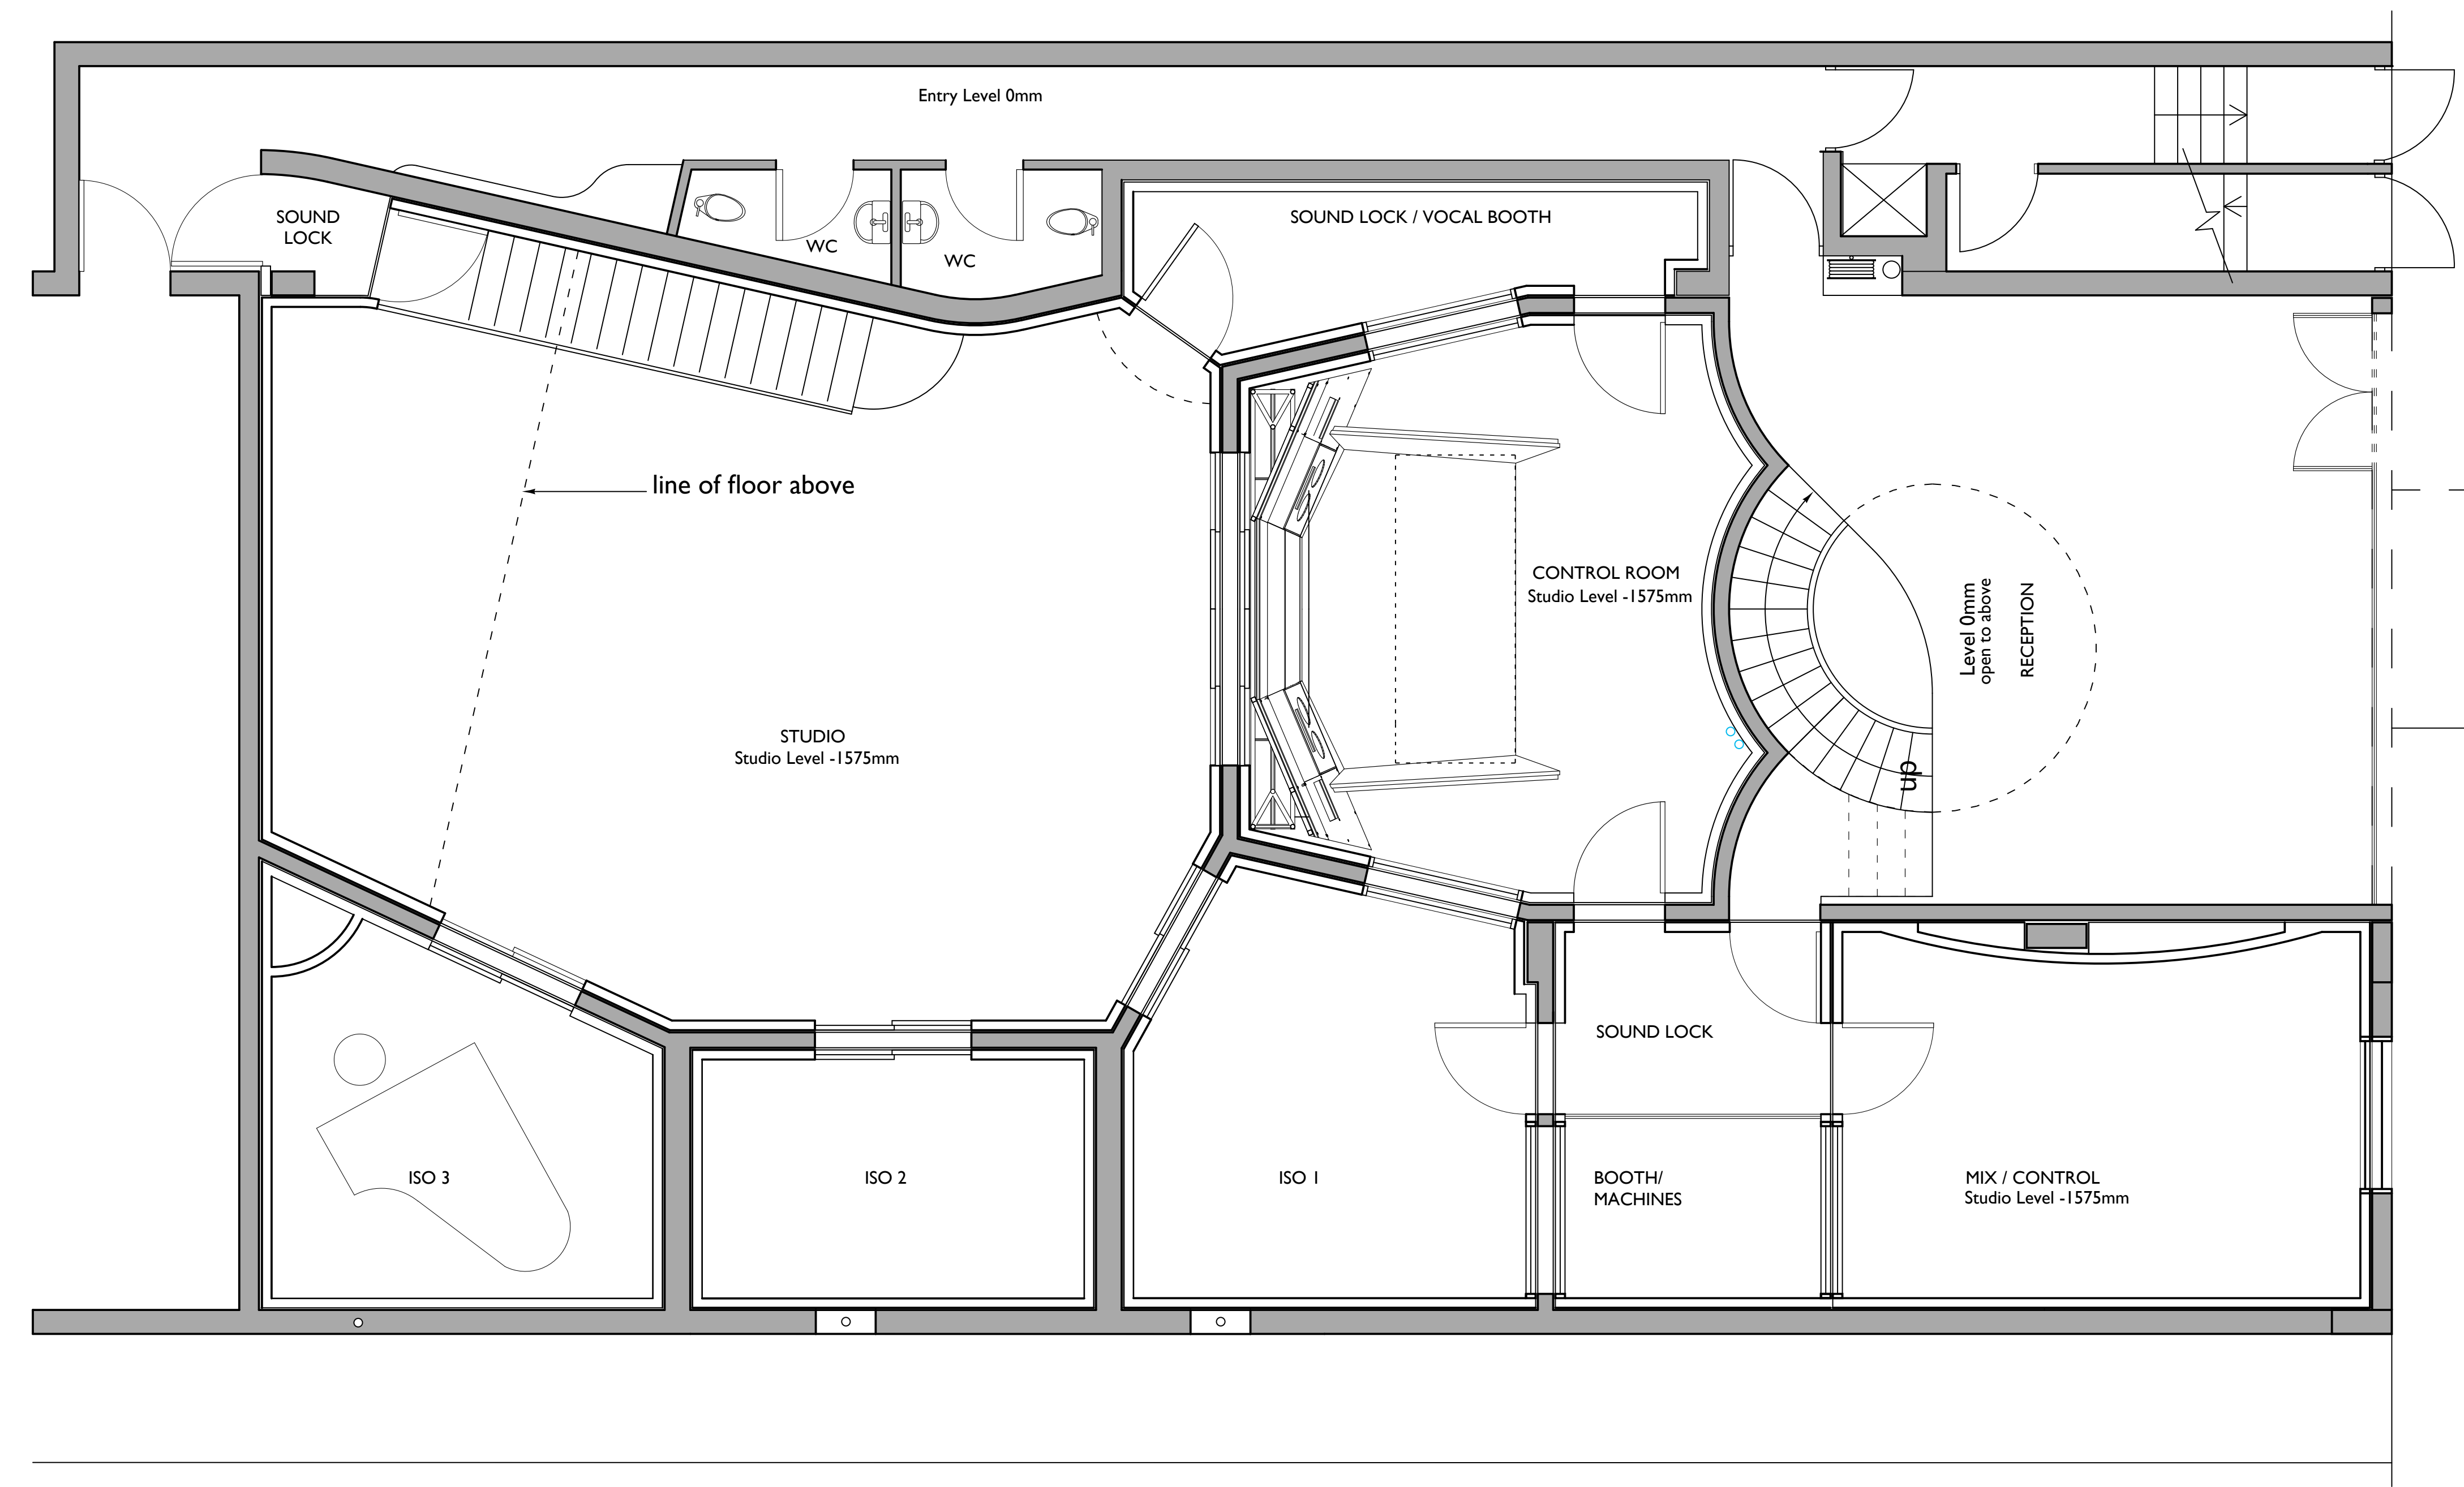 Entry Level 0mm
SOUND
LOCK
WC
WC
SOUND LOCK / VOCAL BOOTH
line of floor above
CONTROL ROOM
Studio Level -1575mm
Level 0mm
open to above
RECEPTION
STUDIO
Studio Level -1575mm
up
SOUND LOCK
ISO 3
ISO 2
ISO 1
BOOTH/
MACHINES
MIX / CONTROL
Studio Level -1575mm